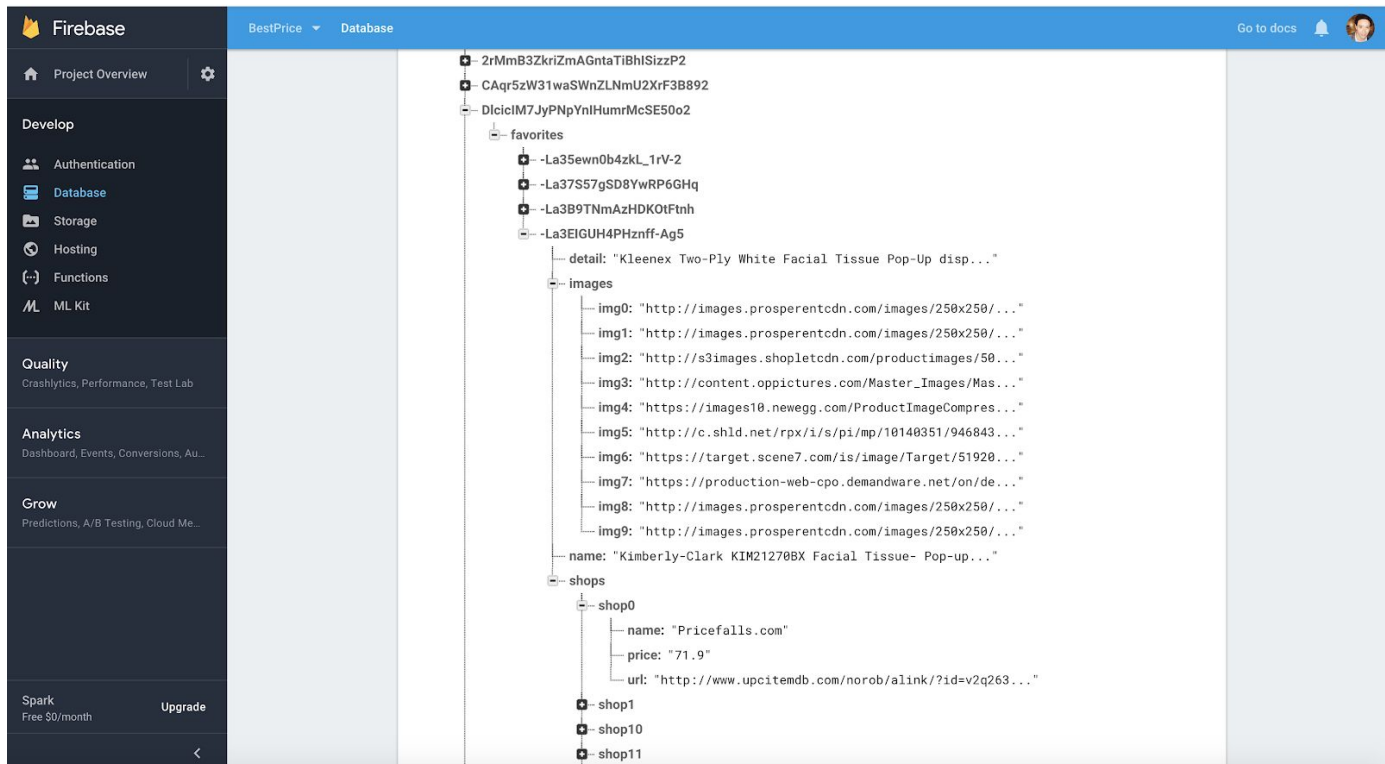 Firebase
BestPrice Database Go to docs
Project Overview
Develop
Authentication
Database
Storage
Hosting
Functions
ML Kit
Quality
Crashlytics, Performance, Test Lab
Analytics
Dashboard, Events, Conversions, Au...
Grow
Predictions, A/B Testing, Cloud Me...
Spark
Free $0/month
Upgrade
2rMmB3ZkriZmAGntaTiBhISizzP2
CAqr5zW31waSWnZLNmU2XrF3B892
DlcicIM7JyPNpYnIHumrMcSE50o2
favorites
-La35ewn0b4zkL_1rV-2
-La37S57gSD8YwRP6GHq
-La3B9TNmAzHDKOtFtnh
-La3EIGUH4PHznff-Ag5
detail: "Kleenex Two-Ply White Facial Tissue Pop-Up disp..."
images
img0: "http://images.prosperentcdn.com/images/250x250/..."
img1: "http://images.prosperentcdn.com/images/250x250/..."
img2: "http://s3images.shopletcdn.com/productimages/50..."
img3: "http://content.oppictures.com/Master_Images/Mas..."
img4: "https://images10.newegg.com/ProductImageCompres..."
img5: "http://c.shld.net/rpx/i/s/pi/mp/10140351/946843..."
img6: "https://target.scene7.com/is/image/Target/51920..."
img7: "https://production-web-cpo.demandware.net/on/de..."
img8: "http://images.prosperentcdn.com/images/250x250/..."
img9: "http://images.prosperentcdn.com/images/250x250/..."
name: "Kimberly-Clark KIM21270BX Facial Tissue- Pop-up..."
shops
shop0
name: "Pricefalls.com"
price: "71.9"
url: "http://www.upcitemdb.com/norob/alink/?id=v2q263..."
shop1
shop10
shop11